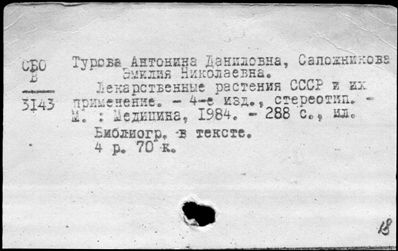 СБО Турова Антонина Даниловна, Сапожникова
В Эмилия Николаевна.
Лекарственные растения СССР и их
3143 применение. - 4-е изд., стереотип. -
М. : Медицина, 1984. - 288 с., ил.
Библиогр. в тексте.
4 р. 70 к.
18